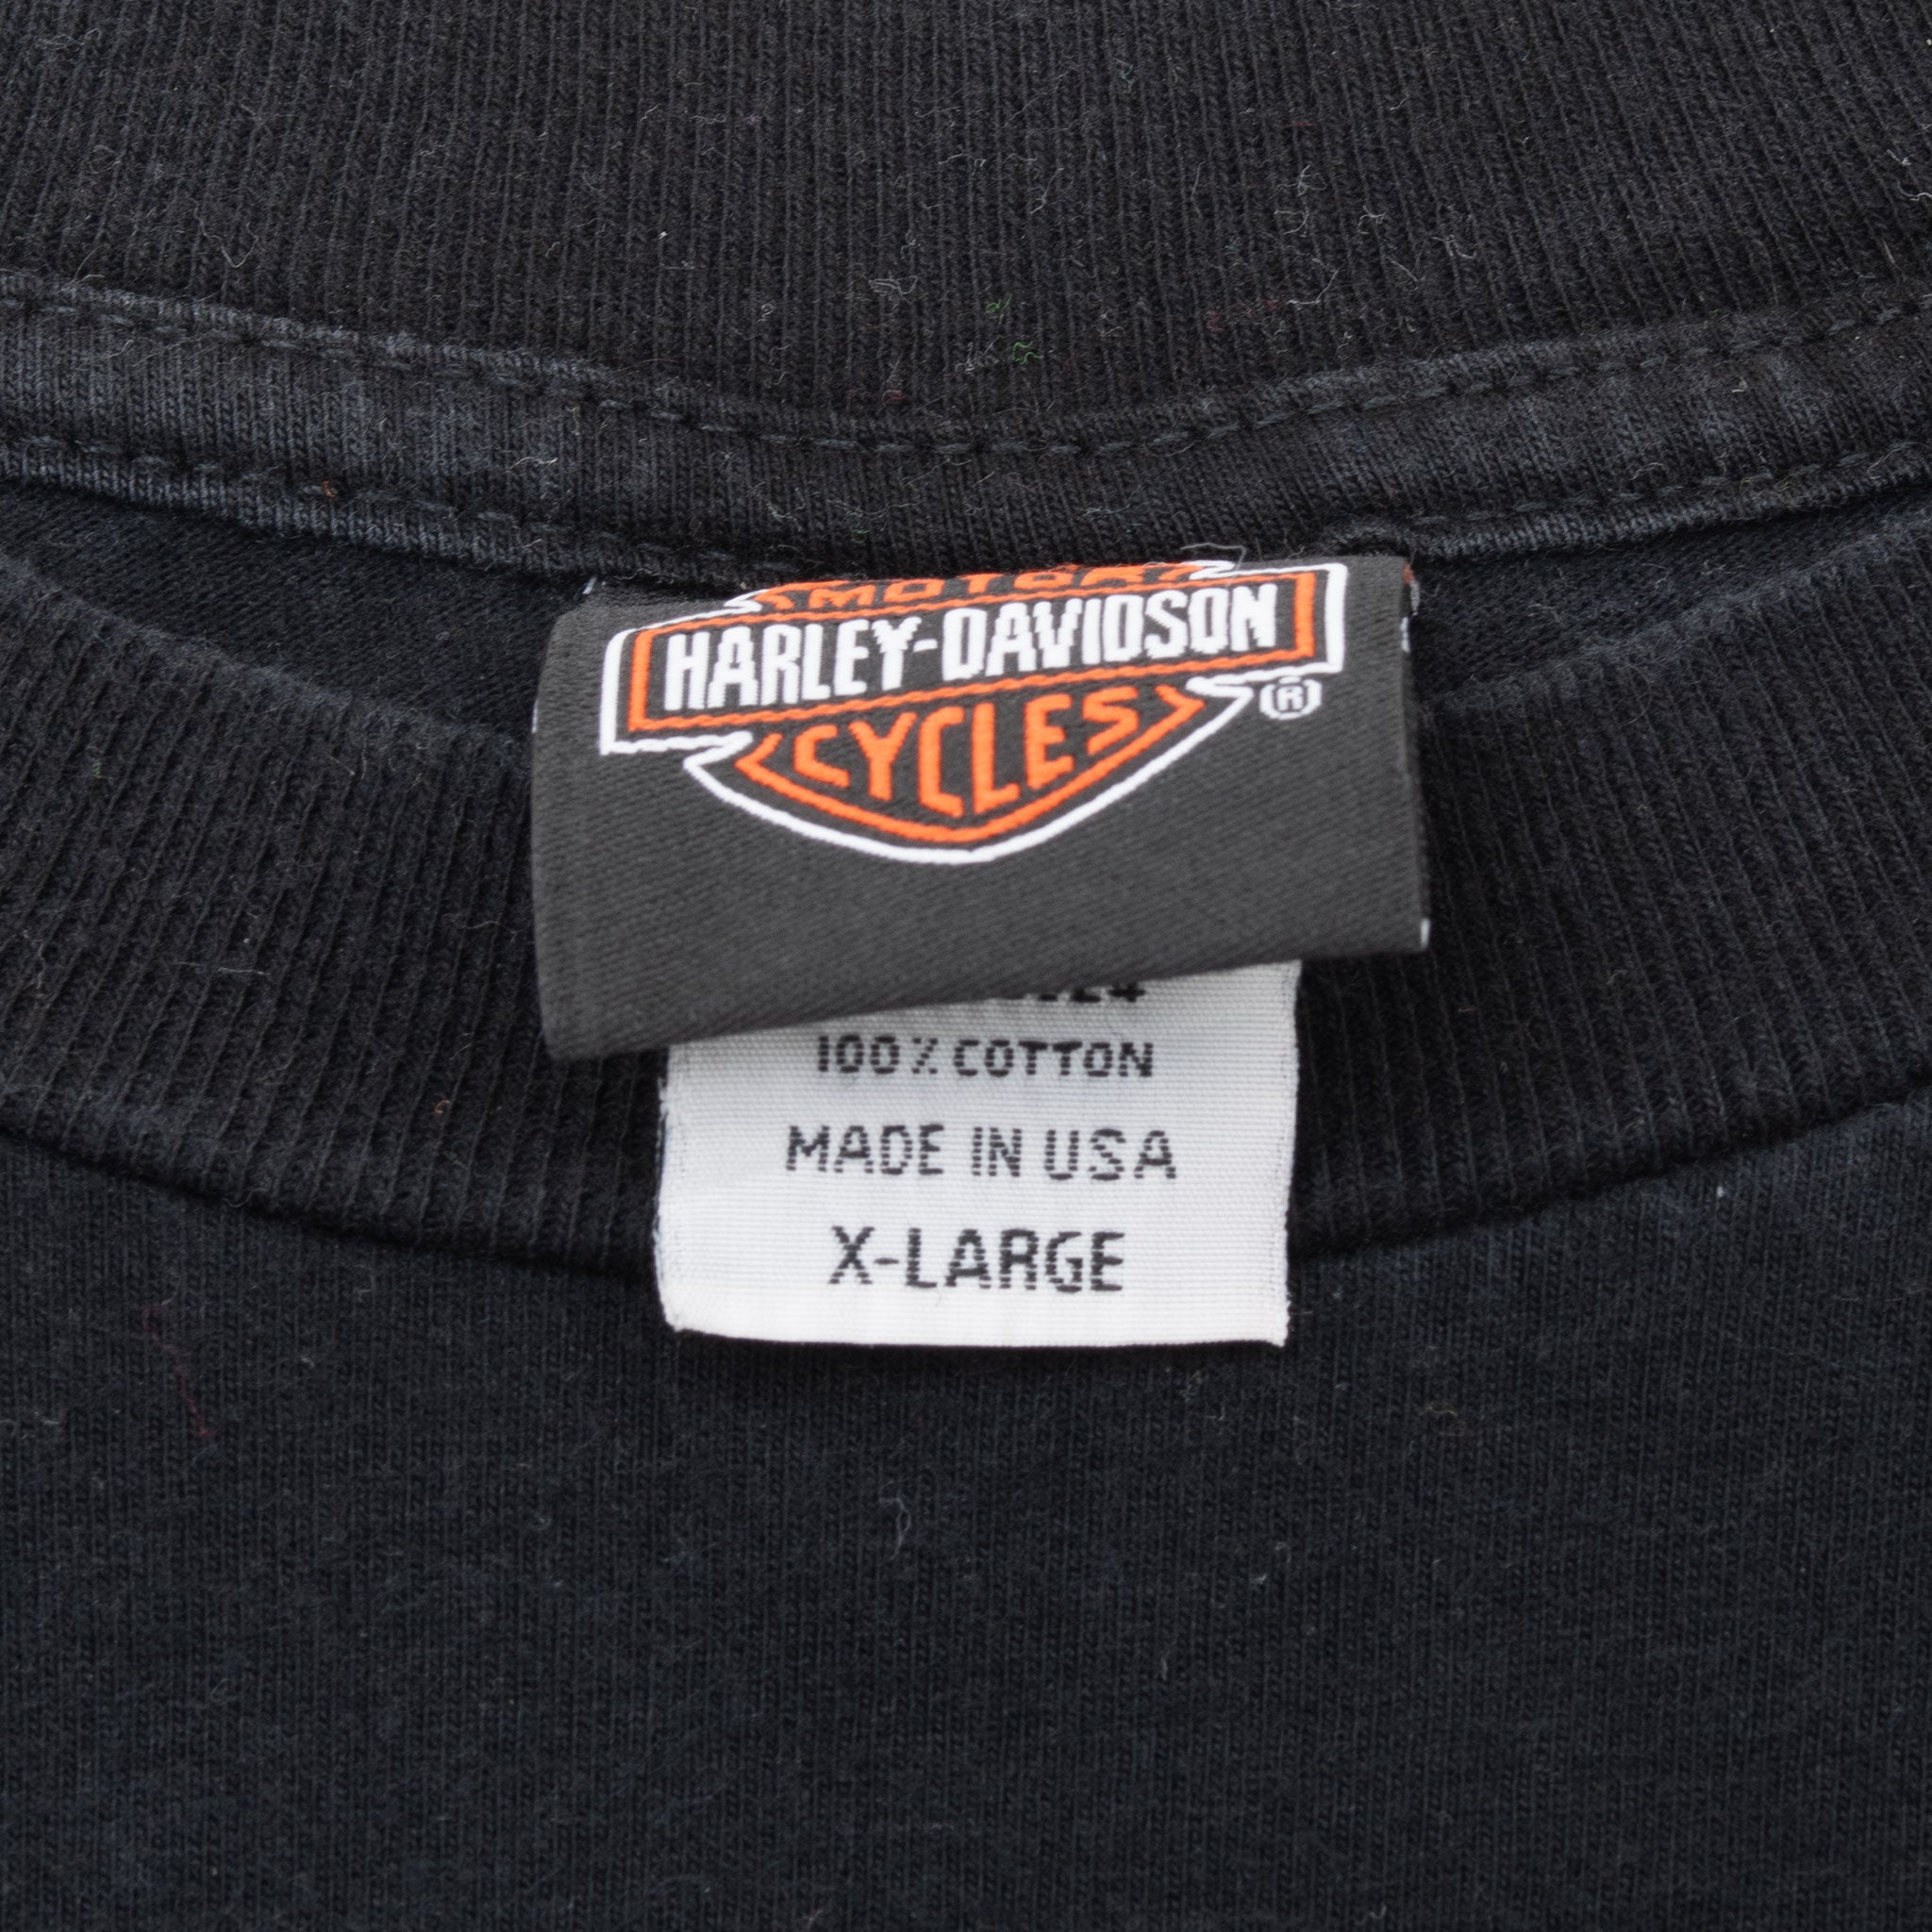 MOTOR
HARLEY-DAVIDSON
®
CYCLES
100% COTTON
MADE IN USA
X-LARGE